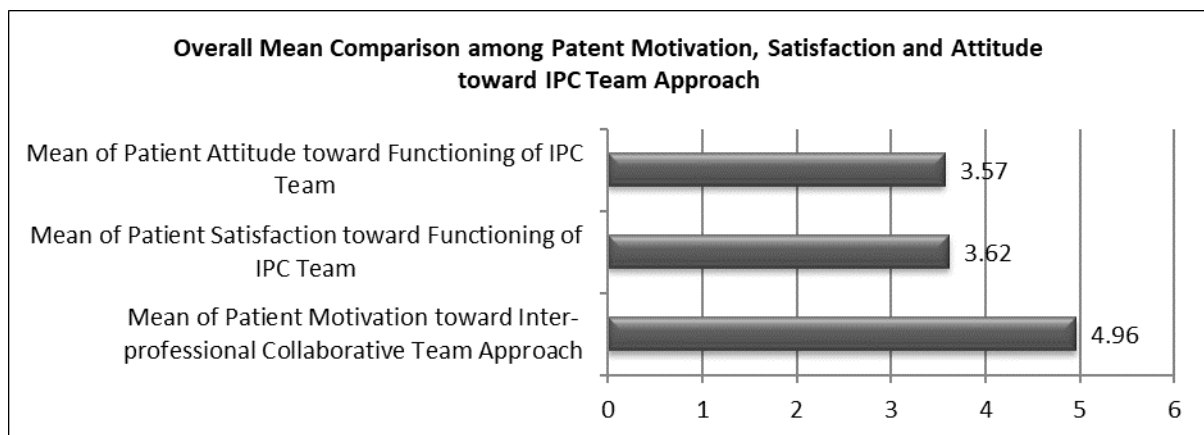 Overall Mean Comparison among Patent Motivation, Satisfaction and Attitude
toward IPC Team Approach
Mean of Patient Attitude toward Functioning of IPC
Team
3.57
Mean of Patient Satisfaction toward Functioning of
IPC Team
3.62
Mean of Patient Motivation toward Inter-
professional Collaborative Team Approach
4.96
0 1 2 3 4 5 6